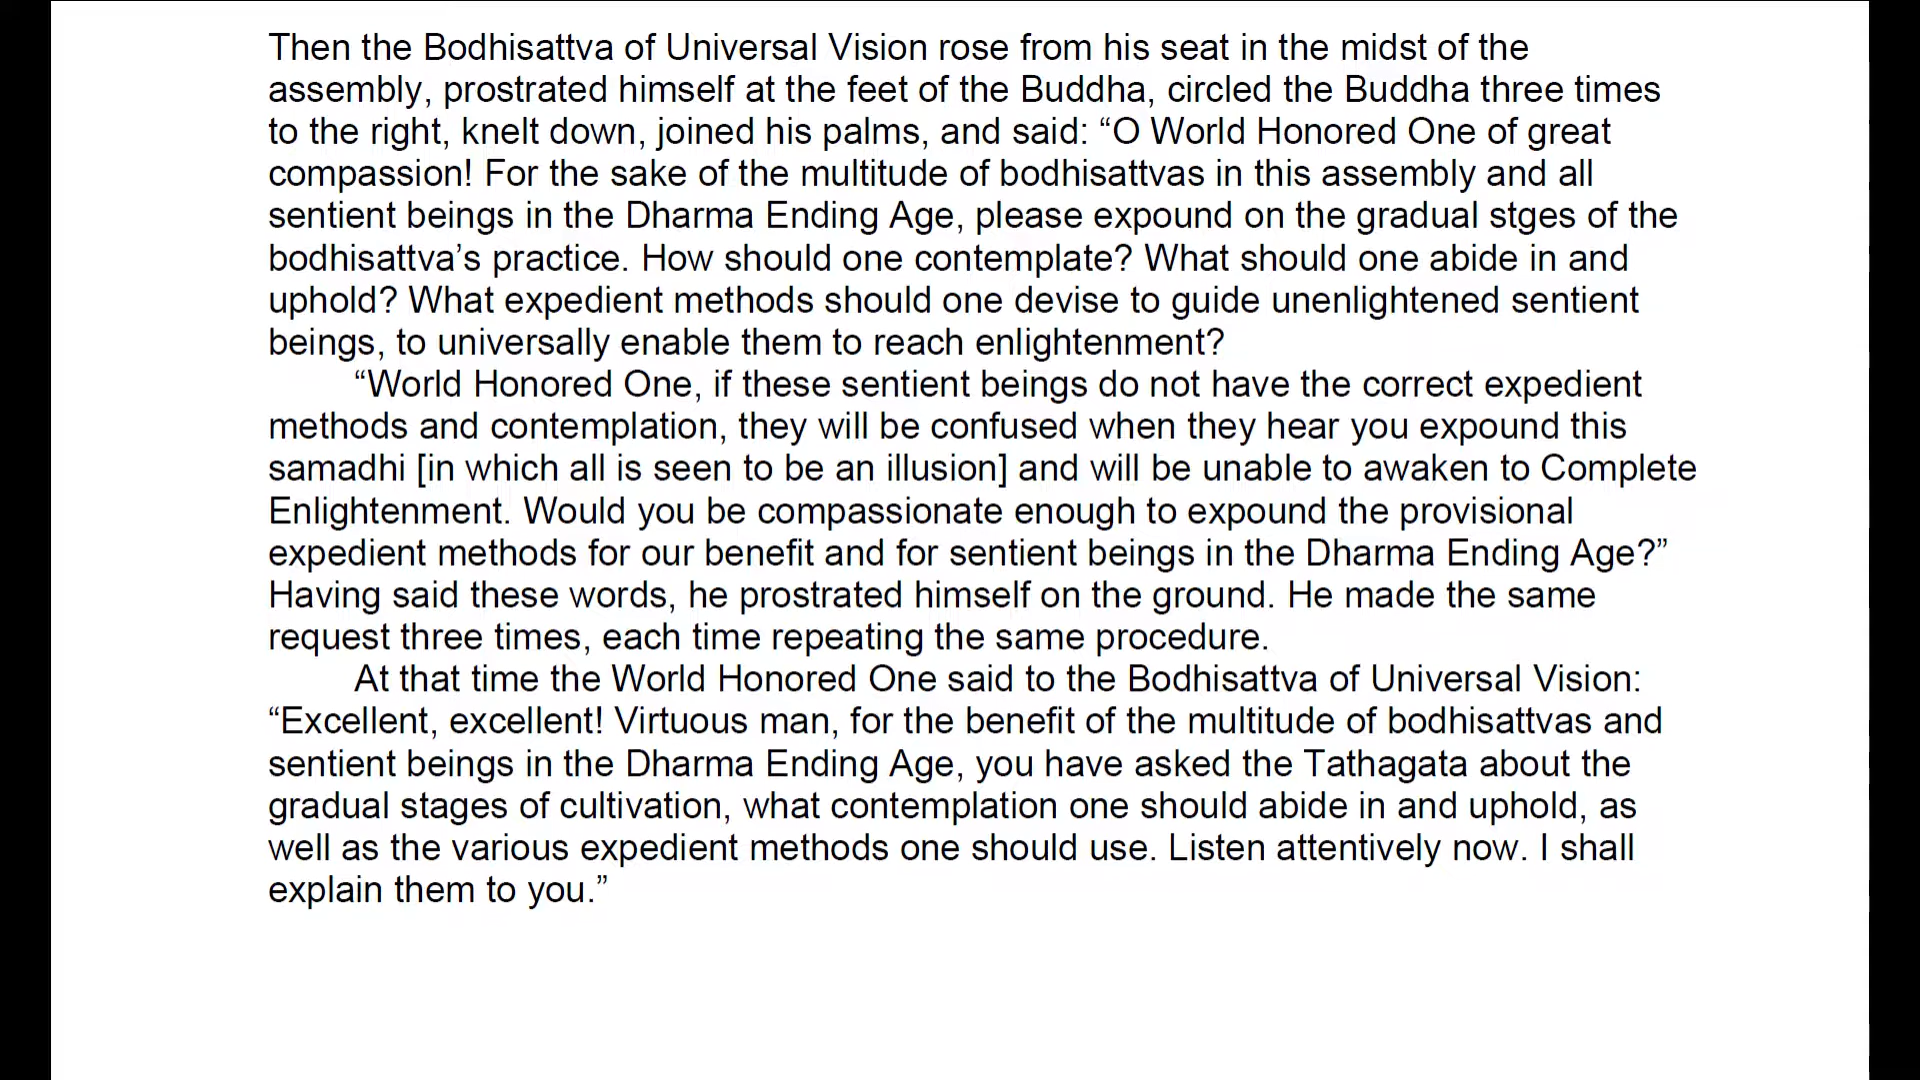 Then the Bodhisattva of Universal Vision rose from his seat in the midst of the
assembly, prostrated himself at the feet of the Buddha, circled the Buddha three times
to the right, knelt down, joined his palms, and said: “O World Honored One of great
compassion! For the sake of the multitude of bodhisattvas in this assembly and all
sentient beings in the Dharma Ending Age, please expound on the gradual stges of the
bodhisattva’s practice. How should one contemplate? What should one abide in and
uphold? What expedient methods should one devise to guide unenlightened sentient
beings, to universally enable them to reach enlightenment?
“World Honored One, if these sentient beings do not have the correct expedient
methods and contemplation, they will be confused when they hear you expound this
samadhi [in which all is seen to be an illusion] and will be unable to awaken to Complete
Enlightenment. Would you be compassionate enough to expound the provisional
expedient methods for our benefit and for sentient beings in the Dharma Ending Age?”
Having said these words, he prostrated himself on the ground. He made the same
request three times, each time repeating the same procedure.
At that time the World Honored One said to the Bodhisattva of Universal Vision:
“Excellent, excellent! Virtuous man, for the benefit of the multitude of bodhisattvas and
sentient beings in the Dharma Ending Age, you have asked the Tathagata about the
gradual stages of cultivation, what contemplation one should abide in and uphold, as
well as the various expedient methods one should use. Listen attentively now. I shall
explain them to you.”